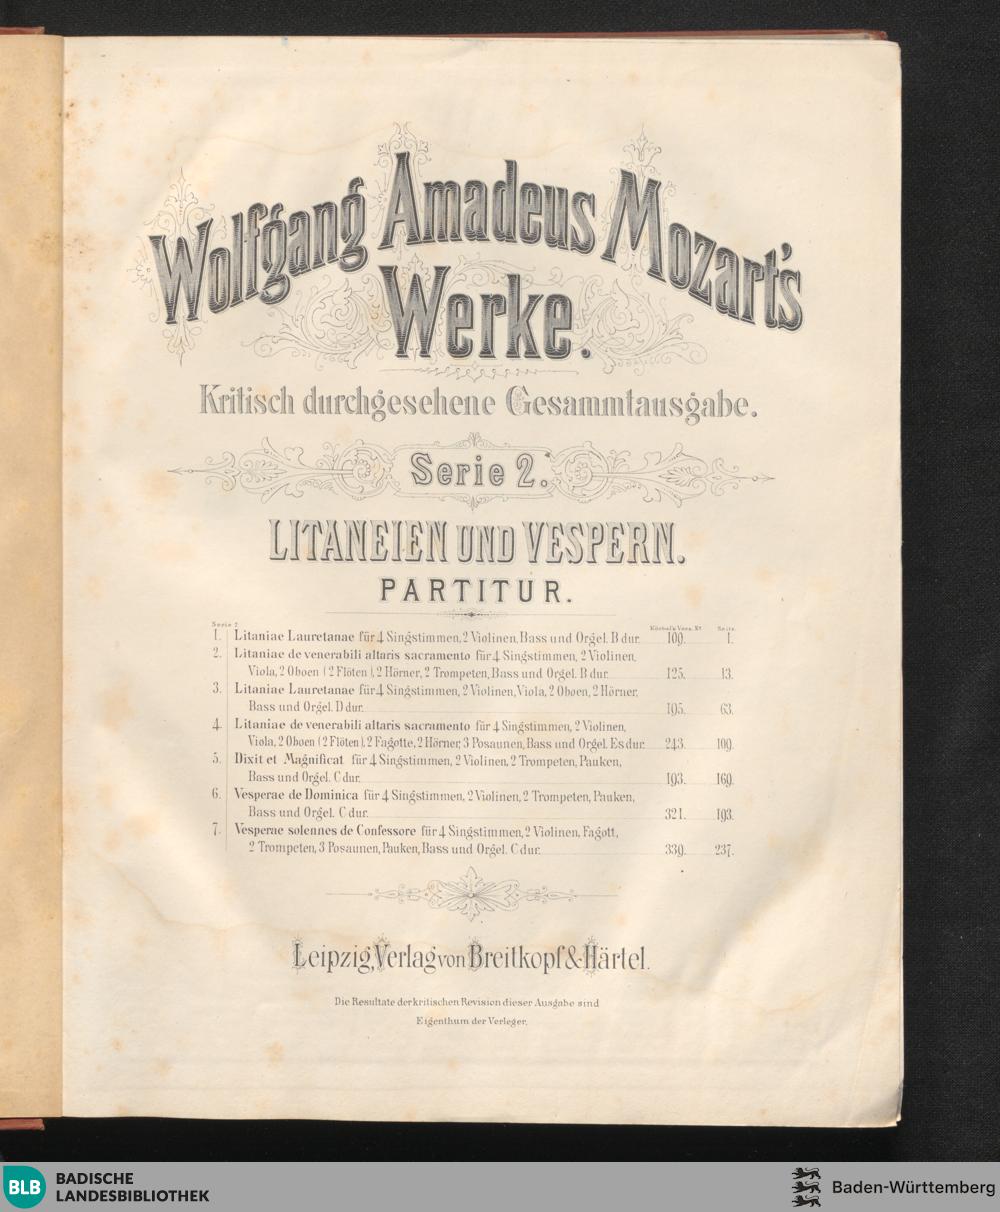 Wolfgang Amadeus Mozart's
Werke.
Kritisch durchgesehene Gesammtausgabe.
Serie 2.
LITANEIEN UND VESPERN.
PARTITUR.
Serie 2 Köchel's Verz. Nº Seite.
1. Litaniae Lauretanae für 4 Singstimmen, 2 Violinen, Bass und Orgel. B dur. 109. 1.
2. Litaniae de venerabili altaris sacramento für 4 Singstimmen, 2 Violinen,
Viola, 2 Oboen (2 Flöten), 2 Hörner, 2 Trompeten, Bass und Orgel. B dur. 125. 13.
3. Litaniae Lauretanae für 4 Singstimmen, 2 Violinen, Viola, 2 Oboen, 2 Hörner,
Bass und Orgel. D dur. 195. 63.
4. Litaniae de venerabili altaris sacramento für 4 Singstimmen, 2 Violinen,
Viola, 2 Oboen (2 Flöten), 2 Fagotte, 2 Hörner, 3 Posaunen, Bass und Orgel. Es dur. 243. 109.
5. Dixit et Magnificat für 4 Singstimmen, 2 Violinen, 2 Trompeten, Pauken,
Bass und Orgel. C dur. 193. 169.
6. Vesperae de Dominica für 4 Singstimmen, 2 Violinen, 2 Trompeten, Pauken,
Bass und Orgel. C dur. 321. 193.
7. Vesperae solennes de Confessore für 4 Singstimmen, 2 Violinen, Fagott,
2 Trompeten, 3 Posaunen, Pauken, Bass und Orgel. C dur. 339. 237.
Leipzig, Verlag von Breitkopf & Härtel.
Die Resultate der kritischen Revision dieser Ausgabe sind
Eigenthum der Verleger.
BLB BADISCHE
LANDESBIBLIOTHEK
Baden-Württemberg